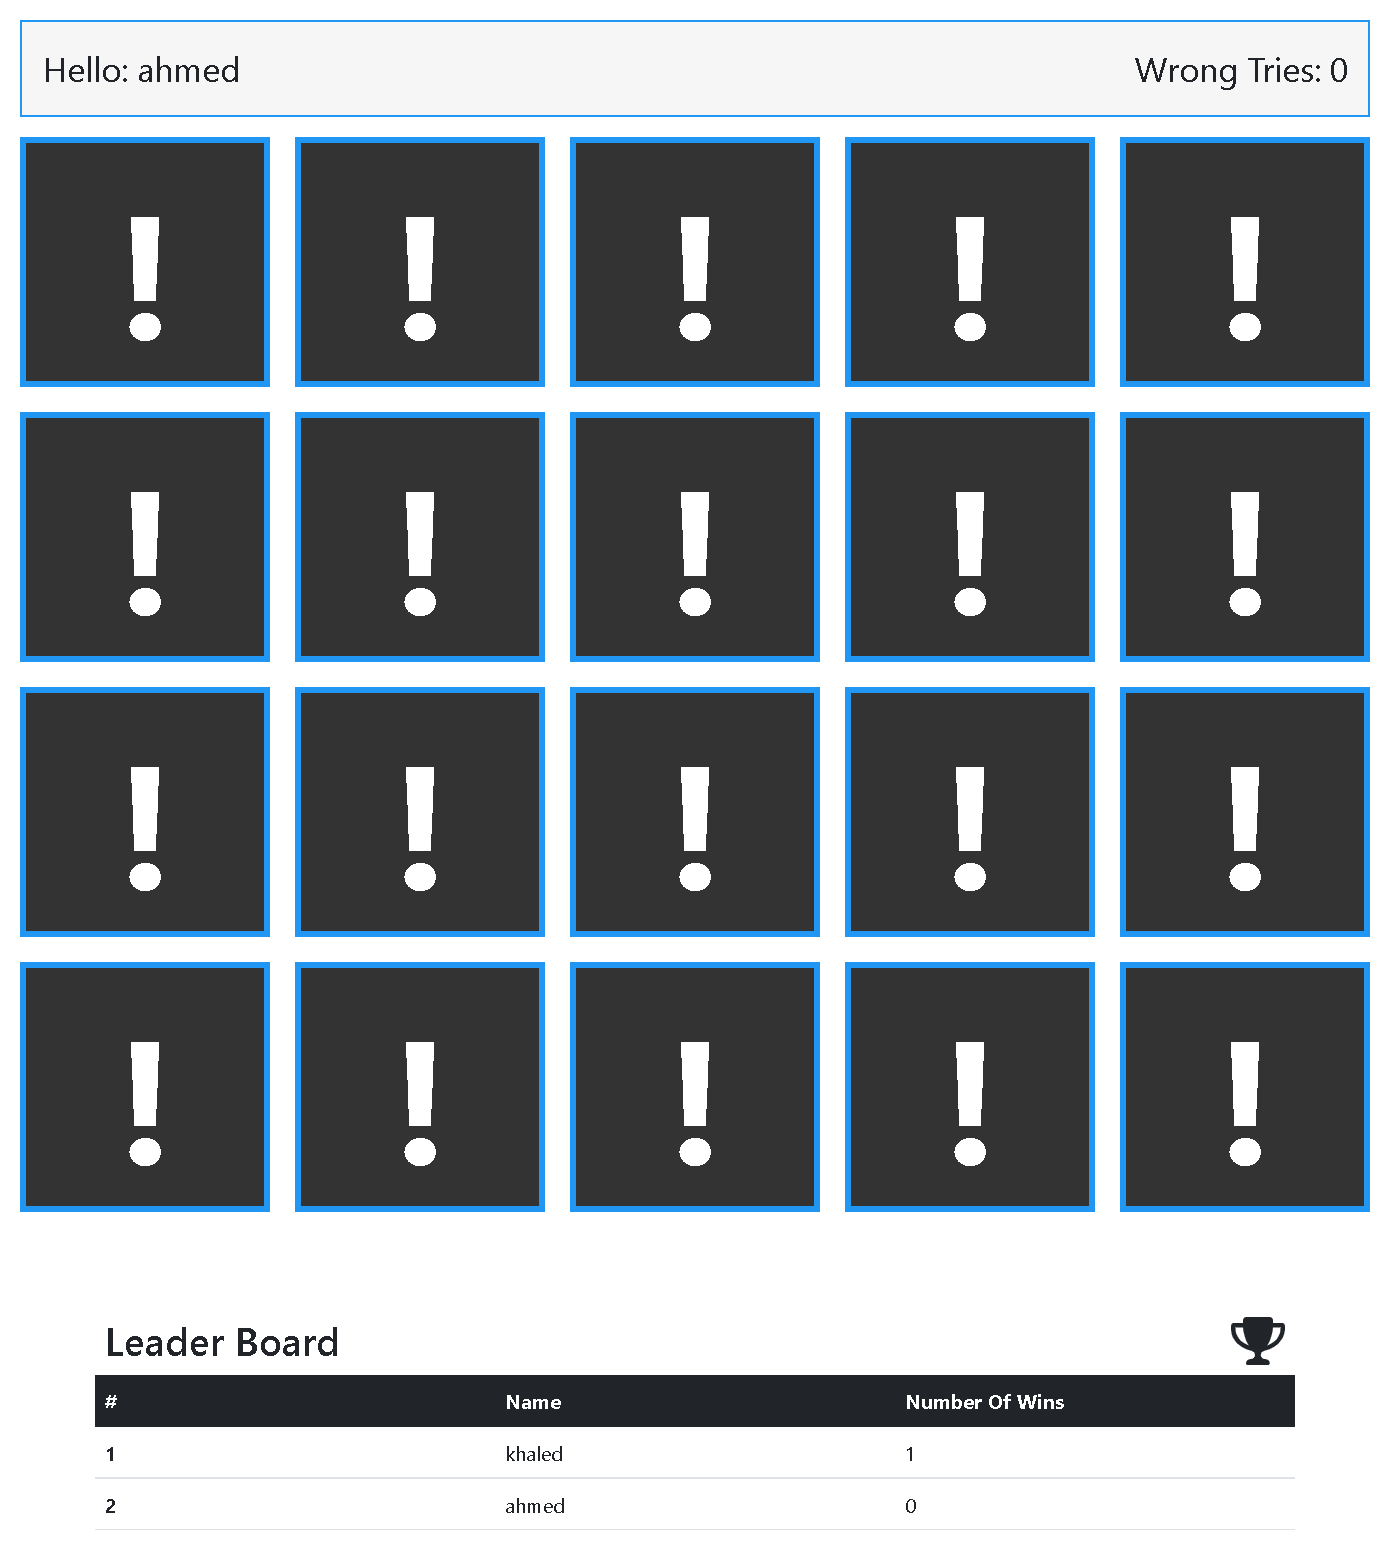 Hello: ahmed Wrong Tries: 0
! ! ! ! !
! ! ! ! !
! ! ! ! !
! ! ! ! !
Leader Board
# Name Number Of Wins
1 khaled 1
2 ahmed 0